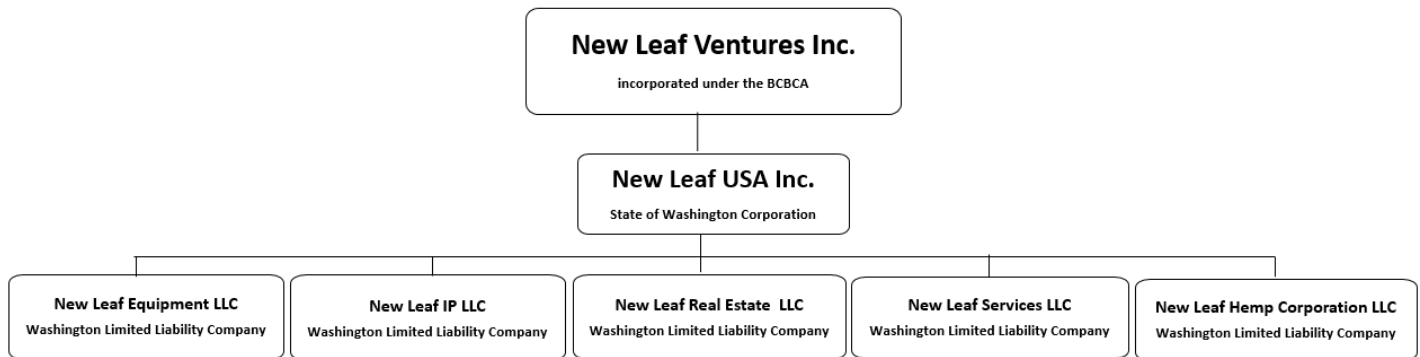 New Leaf Ventures Inc.
incorporated under the BCBCA
New Leaf USA Inc.
State of Washington Corporation
New Leaf Equipment LLC
Washington Limited Liability Company
New Leaf IP LLC
Washington Limited Liability Company
New Leaf Real Estate LLC
Washington Limited Liability Company
New Leaf Services LLC
Washington Limited Liability Company
New Leaf Hemp Corporation LLC
Washington Limited Liability Company